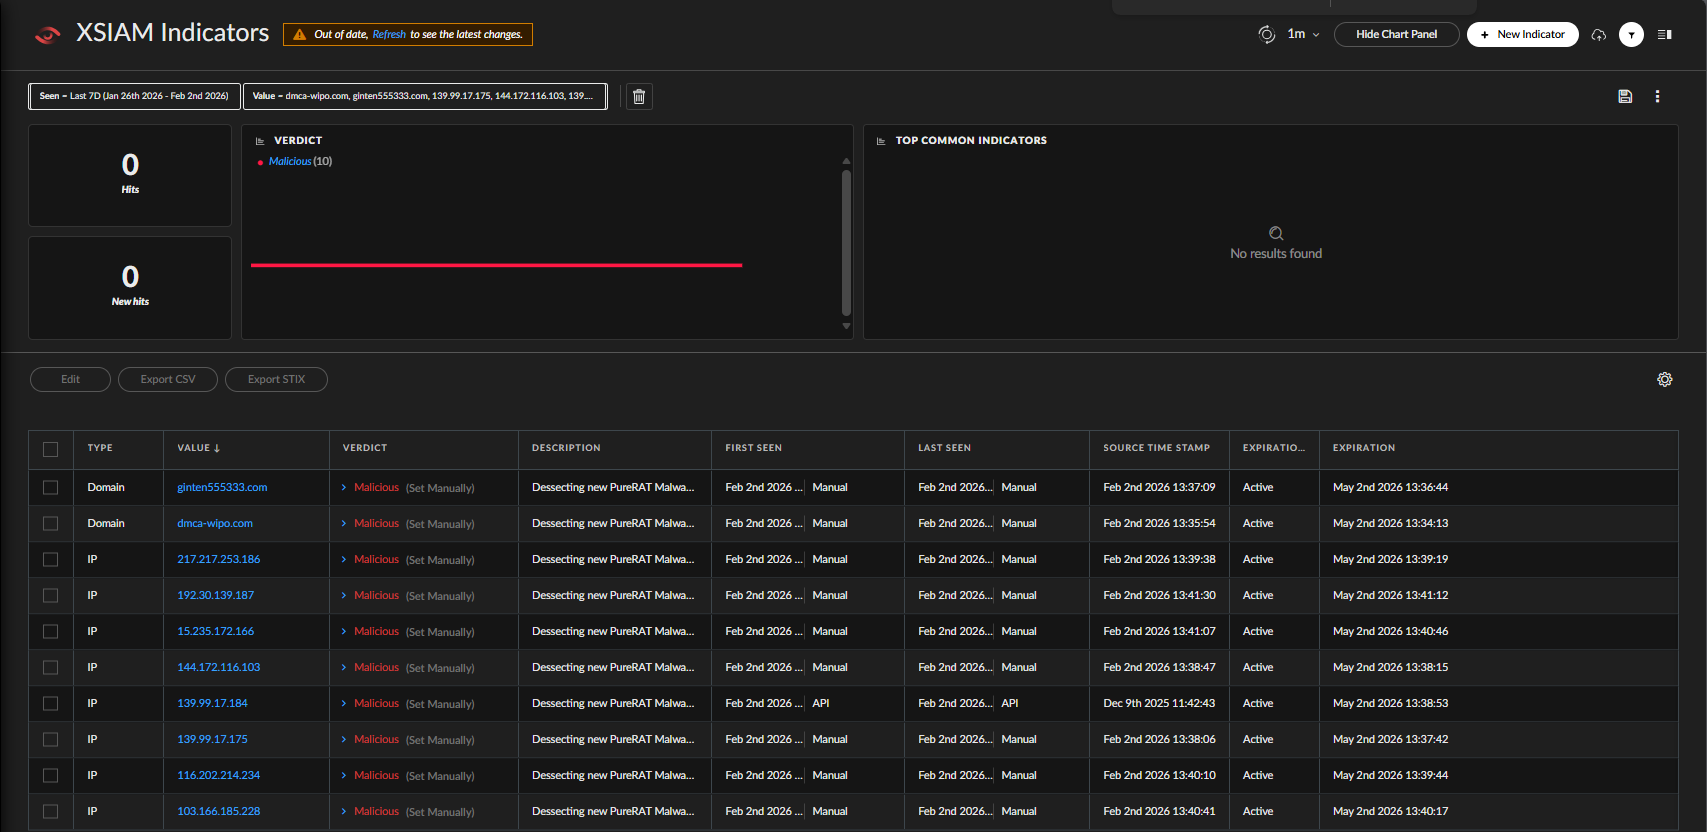 XSIAM Indicators
Out of date, Refresh to see the latest changes.
1m
Hide Chart Panel
+ New Indicator
Seen = Last 7D (Jan 26th 2026 - Feb 2nd 2026)
Value = dmca-wipo.com, ginten555333.com, 139.99.17.175, 144.172.116.103, 139....
0
Hits
0
New hits
VERDICT
Malicious (10)
TOP COMMON INDICATORS
No results found
Edit
Export CSV
Export STIX
TYPE VALUE ↓ VERDICT DESCRIPTION FIRST SEEN LAST SEEN SOURCE TIME STAMP EXPIRATIO... EXPIRATION
Domain ginten555333.com Malicious (Set Manually) Dessecting new PureRAT Malwa... Feb 2nd 2026 ... Manual Feb 2nd 2026... Manual Feb 2nd 2026 13:37:09 Active May 2nd 2026 13:36:44
Domain dmca-wipo.com Malicious (Set Manually) Dessecting new PureRAT Malwa... Feb 2nd 2026 ... Manual Feb 2nd 2026... Manual Feb 2nd 2026 13:35:54 Active May 2nd 2026 13:34:13
IP 217.217.253.186 Malicious (Set Manually) Dessecting new PureRAT Malwa... Feb 2nd 2026 ... Manual Feb 2nd 2026... Manual Feb 2nd 2026 13:39:38 Active May 2nd 2026 13:39:19
IP 192.30.139.187 Malicious (Set Manually) Dessecting new PureRAT Malwa... Feb 2nd 2026 ... Manual Feb 2nd 2026... Manual Feb 2nd 2026 13:41:30 Active May 2nd 2026 13:41:12
IP 15.235.172.166 Malicious (Set Manually) Dessecting new PureRAT Malwa... Feb 2nd 2026 ... Manual Feb 2nd 2026... Manual Feb 2nd 2026 13:41:07 Active May 2nd 2026 13:40:46
IP 144.172.116.103 Malicious (Set Manually) Dessecting new PureRAT Malwa... Feb 2nd 2026 ... Manual Feb 2nd 2026... Manual Feb 2nd 2026 13:38:47 Active May 2nd 2026 13:38:15
IP 139.99.17.184 Malicious (Set Manually) Dessecting new PureRAT Malwa... Feb 2nd 2026 ... API Feb 2nd 2026... API Dec 9th 2025 11:42:43 Active May 2nd 2026 13:38:53
IP 139.99.17.175 Malicious (Set Manually) Dessecting new PureRAT Malwa... Feb 2nd 2026 ... Manual Feb 2nd 2026... Manual Feb 2nd 2026 13:38:06 Active May 2nd 2026 13:37:42
IP 116.202.214.234 Malicious (Set Manually) Dessecting new PureRAT Malwa... Feb 2nd 2026 ... Manual Feb 2nd 2026... Manual Feb 2nd 2026 13:40:10 Active May 2nd 2026 13:39:44
IP 103.166.185.228 Malicious (Set Manually) Dessecting new PureRAT Malwa... Feb 2nd 2026 ... Manual Feb 2nd 2026... Manual Feb 2nd 2026 13:40:41 Active May 2nd 2026 13:40:17